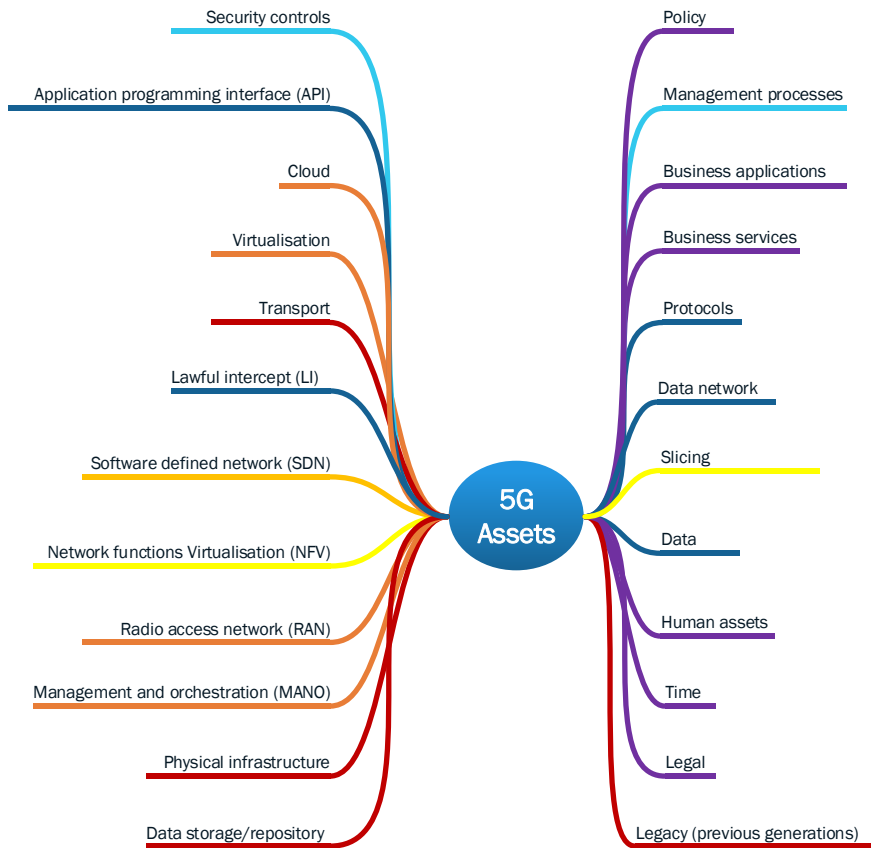 Security controls
Application programming interface (API)
Cloud
Virtualisation
Transport
Lawful intercept (LI)
Software defined network (SDN)
Network functions Virtualisation (NFV)
Radio access network (RAN)
Management and orchestration (MANO)
Physical infrastructure
Data storage/repository
5G
Assets
Policy
Management processes
Business applications
Business services
Protocols
Data network
Slicing
Data
Human assets
Time
Legal
Legacy (previous generations)